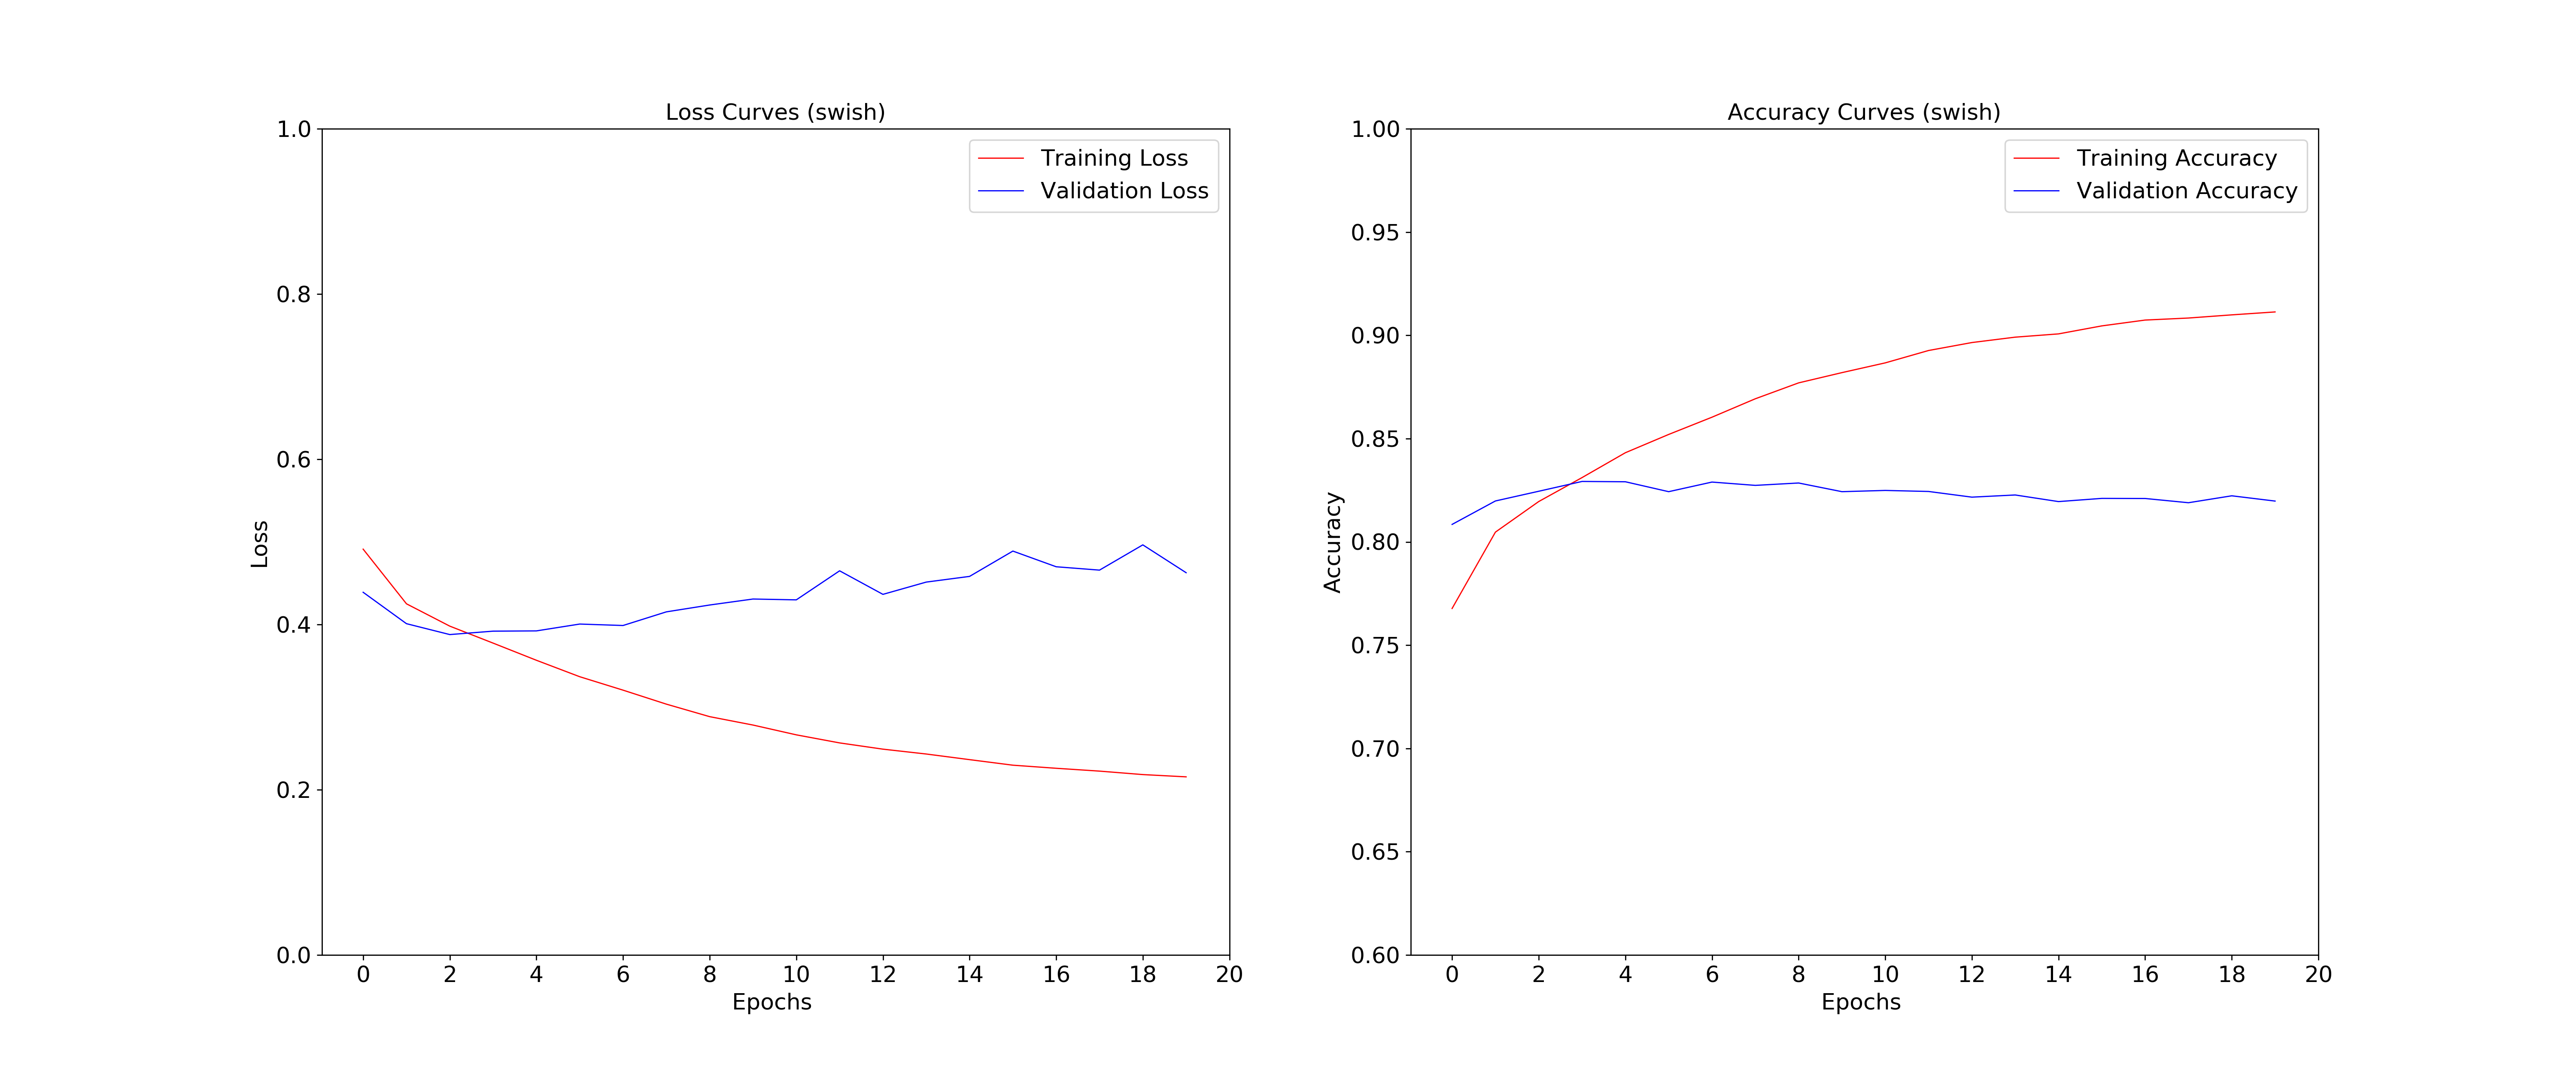 Loss Curves (swish)
1.0
0.8
0.6
0.4
0.2
0.0
Loss
Training Loss
Validation Loss
0 2 4 6 8 10 12 14 16 18 20
Epochs
Accuracy Curves (swish)
1.00
0.95
0.90
0.85
0.80
0.75
0.70
0.65
0.60
Accuracy
Training Accuracy
Validation Accuracy
0 2 4 6 8 10 12 14 16 18 20
Epochs